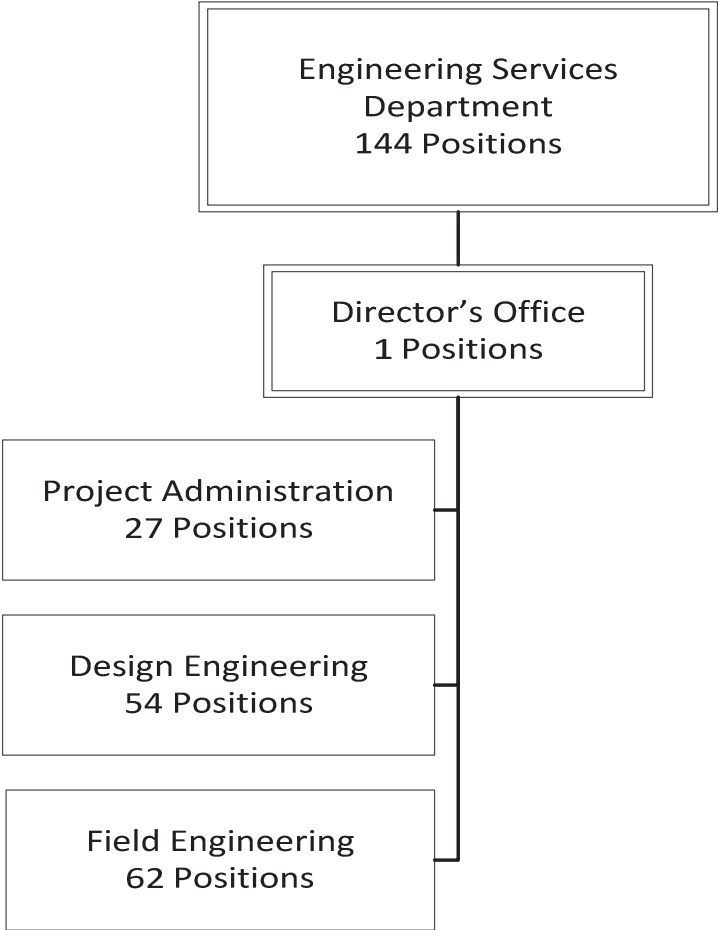 Engineering Services
Department
144 Positions
Director’s Office
1 Positions
Project Administration
27 Positions
Design Engineering
54 Positions
Field Engineering
62 Positions